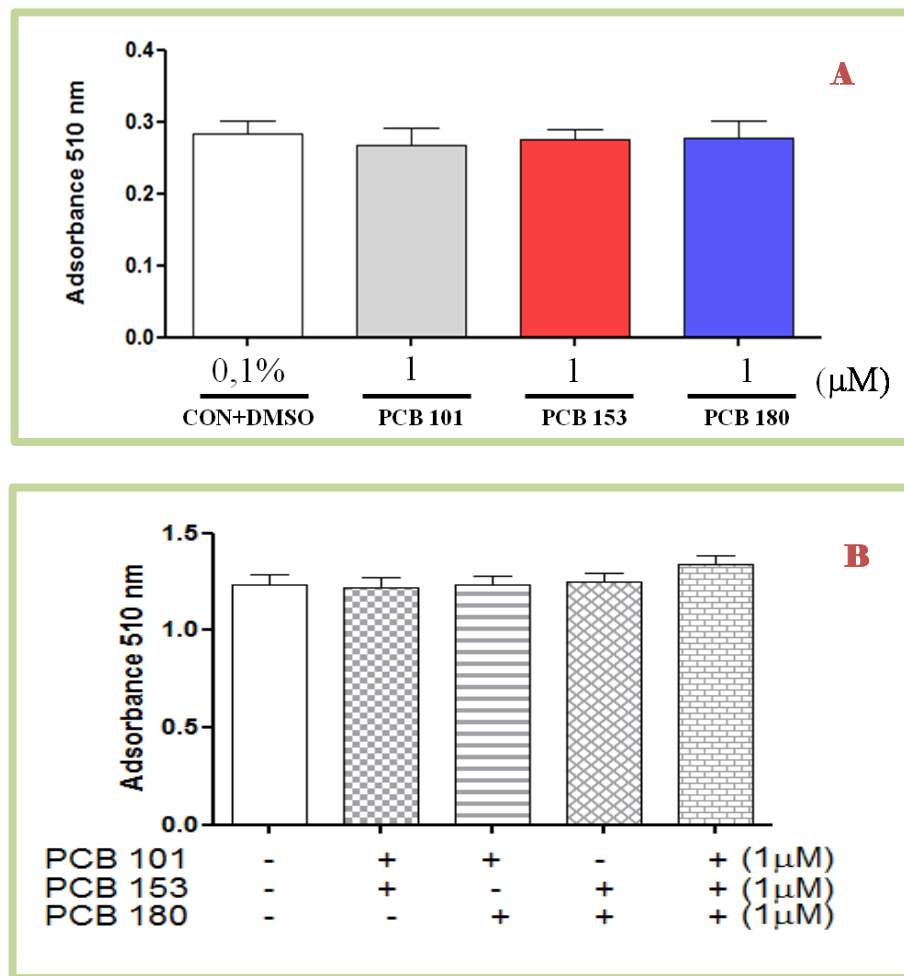 A
Adsorbance 510 nm
0.4
0.3
0.2
0.1
0.0
0,1% 1 1 1 (μM)
CON+DMSO PCB 101 PCB 153 PCB 180
B
Adsorbance 510 nm
1.5
1.0
0.5
0.0
PCB 101 - + + - + (1μM)
PCB 153 - + - + + (1μM)
PCB 180 - - + + + (1μM)